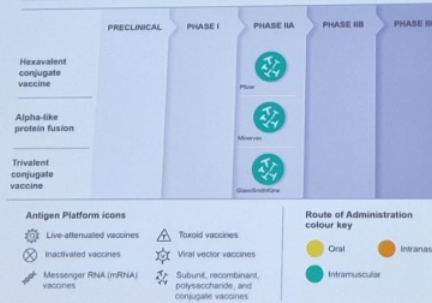 PRECLINICAL PHASE I PHASE IIA PHASE IIB PHASE III
Hexavalent
conjugate
vaccine
Pfizer
Alpha-like
protein fusion
Minervax
Trivalent
conjugate
vaccine
GlaxoSmithKline
Antigen Platform icons
Live-attenuated vaccines
Inactivated vaccines
Messenger RNA (mRNA)
vaccines
Toxoid vaccines
Viral vector vaccines
Subunit, recombinant,
polysaccharide, and
conjugate vaccines
Route of Administration
colour key
Oral
Intranas
Intramuscular